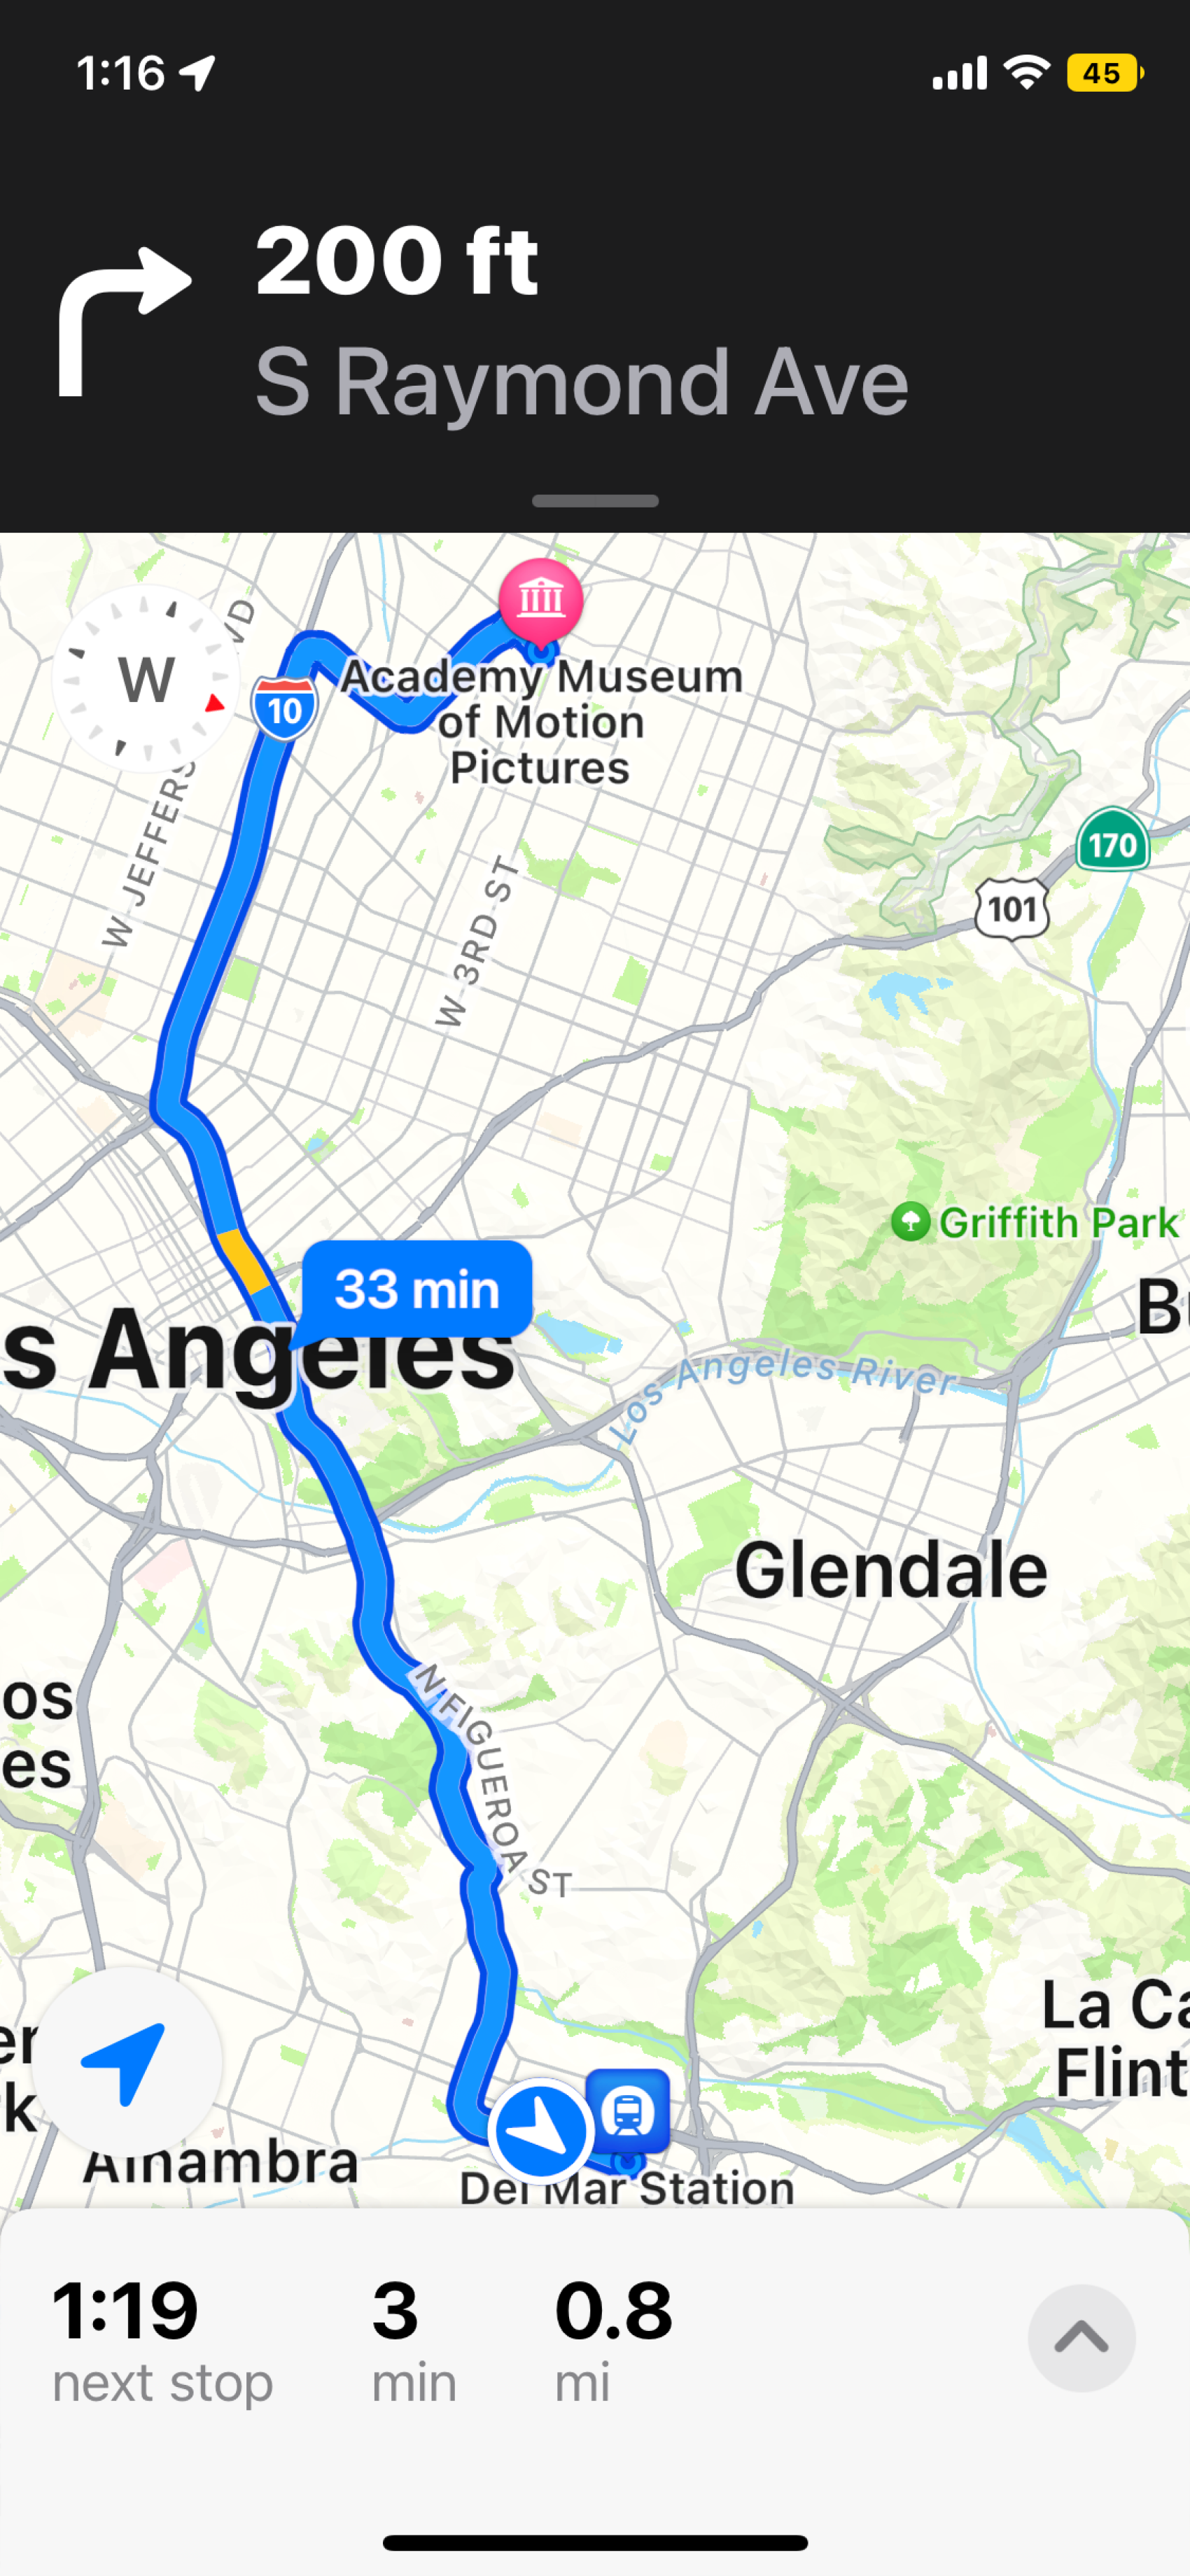 1:16
45
200 ft
S Raymond Ave
W
10
Academy Museum
of Motion
Pictures
W JEFFERS
VD
W 3RD ST
170
101
Griffith Park
33 min
s Angeles
B
Los Angeles River
Glendale
os
es
N FIGUEROA ST
La Ca
Flint
er
k
Alhambra
Del Mar Station
1:19
3
0.8
next stop
min
mi